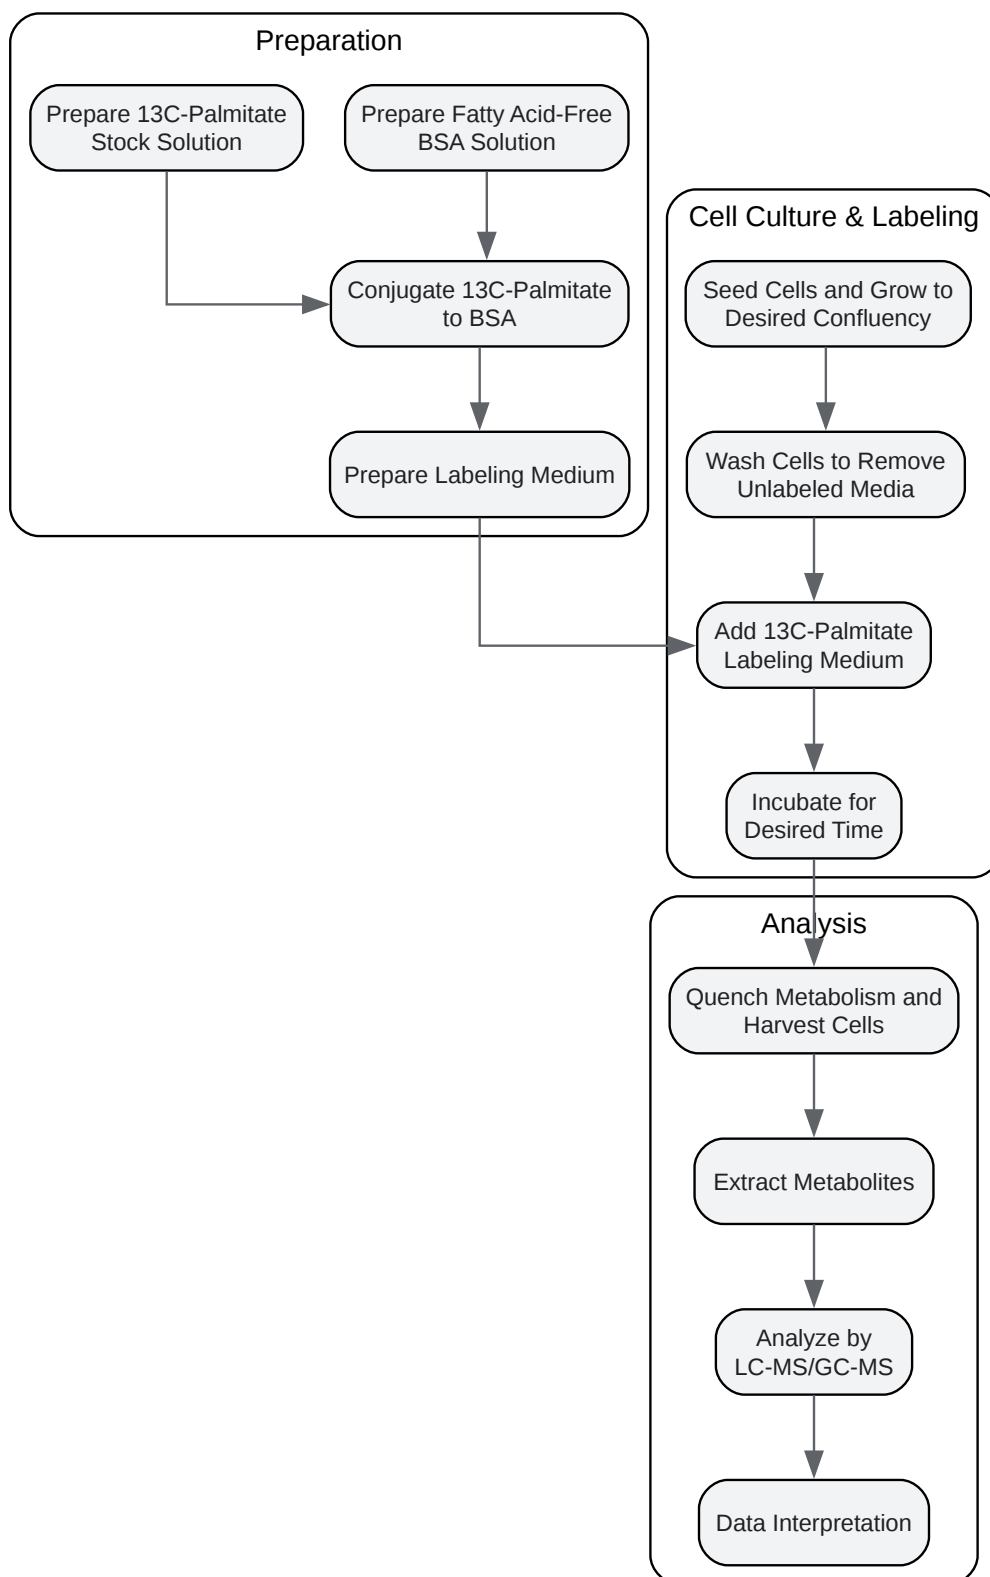 Preparation
Prepare 13C-Palmitate
Stock Solution
Prepare Fatty Acid-Free
BSA Solution
Conjugate 13C-Palmitate
to BSA
Prepare Labeling Medium
Cell Culture & Labeling
Seed Cells and Grow to
Desired Confluency
Wash Cells to Remove
Unlabeled Media
Add 13C-Palmitate
Labeling Medium
Incubate for
Desired Time
Analysis
Quench Metabolism and
Harvest Cells
Extract Metabolites
Analyze by
LC-MS/GC-MS
Data Interpretation